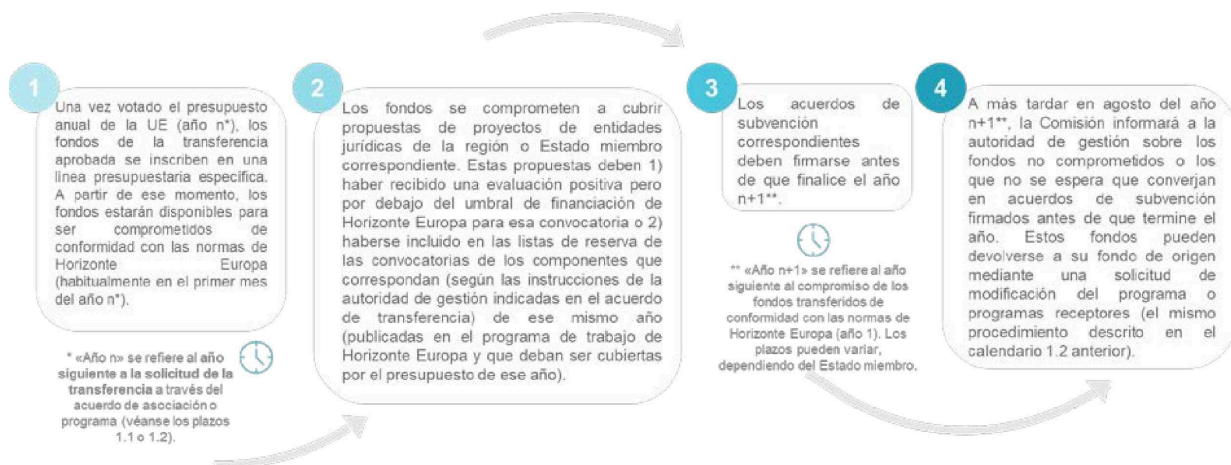 1
Una vez votado el presupuesto
anual de la UE (año n*), los
fondos de la transferencia
aprobada se inscriben en una
línea presupuestaria específica.
A partir de ese momento, los
fondos estarán disponibles para
ser comprometidos de
conformidad con las normas de
Horizonte Europa
(habitualmente en el primer mes
del año n*).
* «Año n» se refiere al año
siguiente a la solicitud de la
transferencia a través del
acuerdo de asociación o
programa (véanse los plazos
1.1 o 1.2).
2
Los fondos se comprometen a cubrir
propuestas de proyectos de entidades
jurídicas de la región o Estado miembro
correspondiente. Estas propuestas deben 1)
haber recibido una evaluación positiva pero
por debajo del umbral de financiación de
Horizonte Europa para esa convocatoria o 2)
haberse incluido en las listas de reserva de
las convocatorias de los componentes que
correspondan (según las instrucciones de la
autoridad de gestión indicadas en el acuerdo
de transferencia) de ese mismo año
(publicadas en el programa de trabajo de
Horizonte Europa y que deban ser cubiertas
por el presupuesto de ese año).
3
Los acuerdos de
subvención
correspondientes
deben firmarse antes
de que finalice el año
n+1**.
** «Año n+1» se refiere al año
siguiente al compromiso de los
fondos transferidos de
conformidad con las normas de
Horizonte Europa (año 1). Los
plazos pueden variar,
dependiendo del Estado miembro.
4
A más tardar en agosto del año
n+1**, la Comisión informará a la
autoridad de gestión sobre los
fondos no comprometidos o los
que no se espera que converjan
en acuerdos de subvención
firmados antes de que termine el
año. Estos fondos pueden
devolverse a su fondo de origen
mediante una solicitud de
modificación del programa o
programas receptores (el mismo
procedimiento descrito en el
calendario 1.2 anterior).